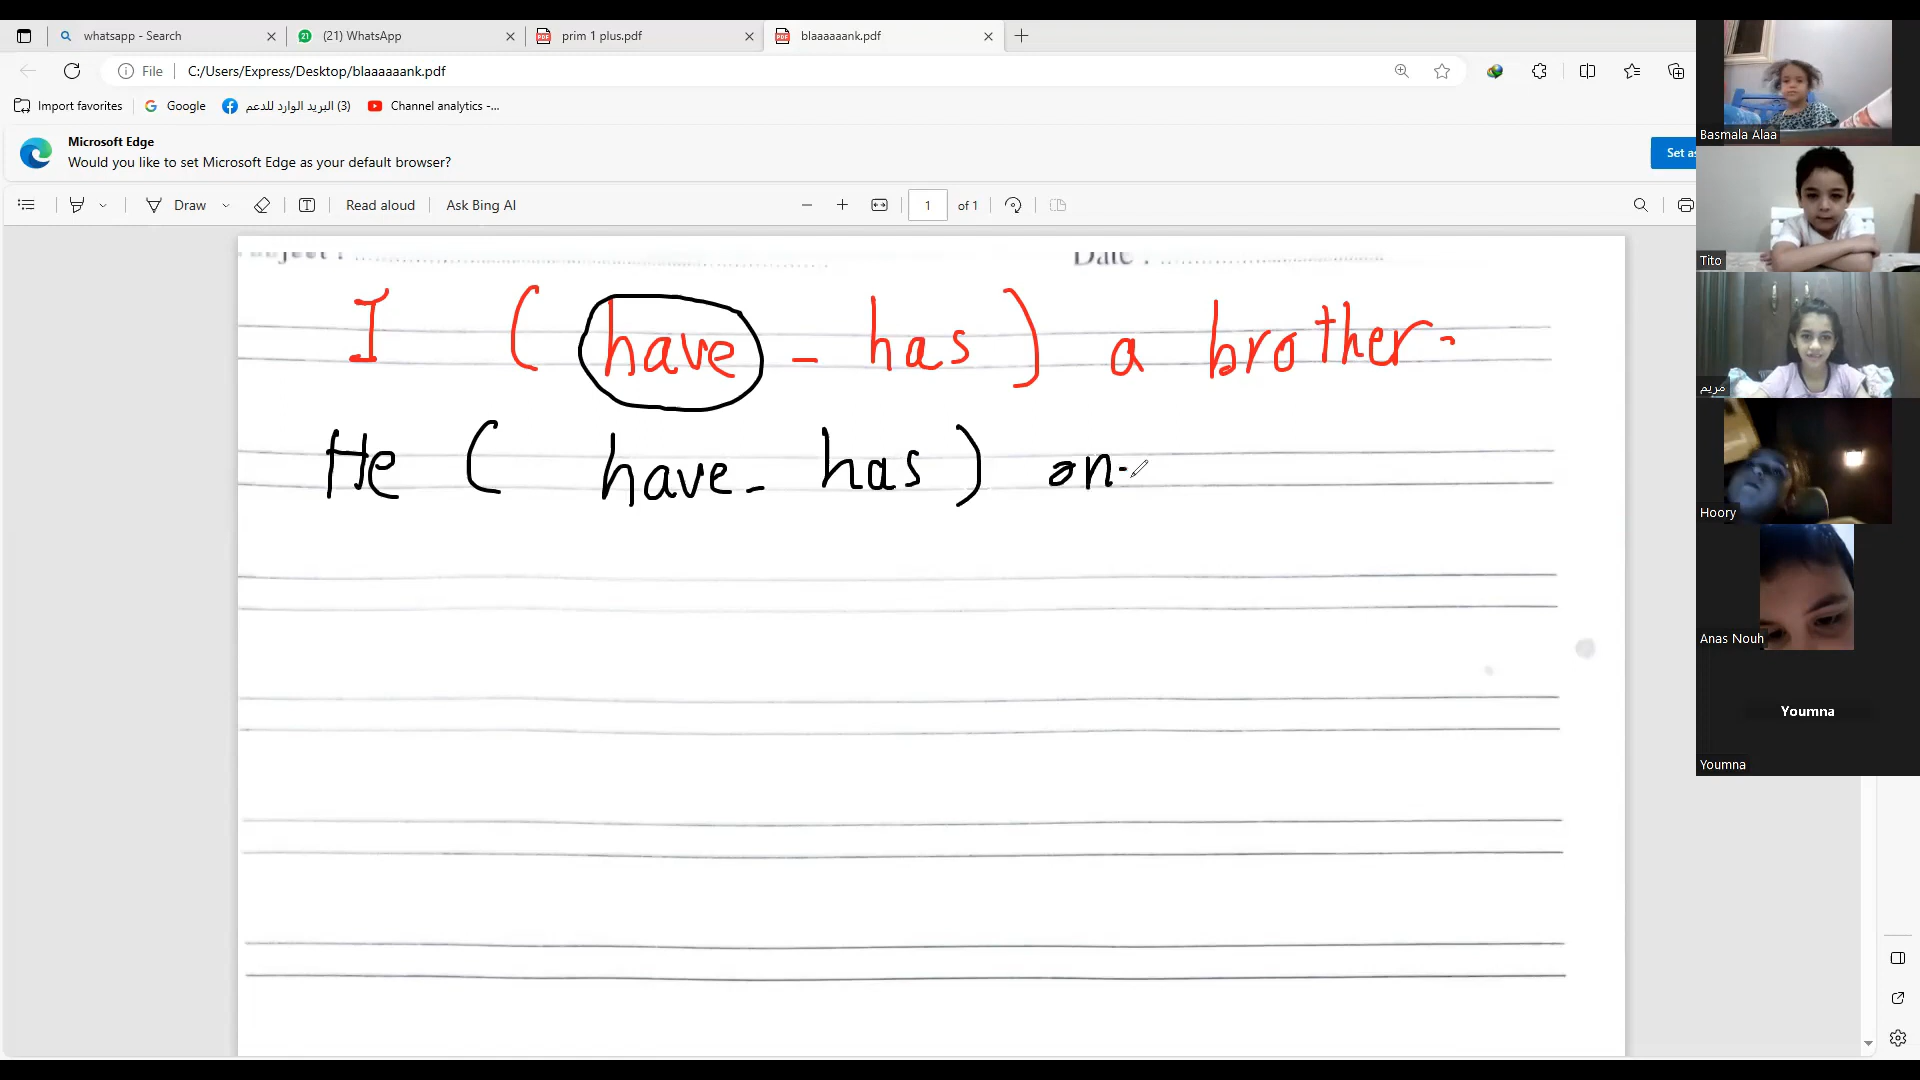 whatsapp - Search
(21) WhatsApp
prim 1 plus.pdf
blaaaaaank.pdf
File C:/Users/Express/Desktop/blaaaaaank.pdf
Import favorites
Google
(3) البريد الوارد للدعم
Channel analytics -...
Microsoft Edge
Would you like to set Microsoft Edge as your default browser?
Set as
Draw
Read aloud
Ask Bing AI
1 of 1
Date :
I ( have - has ) a brother.
He ( have - has ) on
Basmala Alaa
Tito
مريم
Hoory
Anas Nouh
Youmna
Youmna